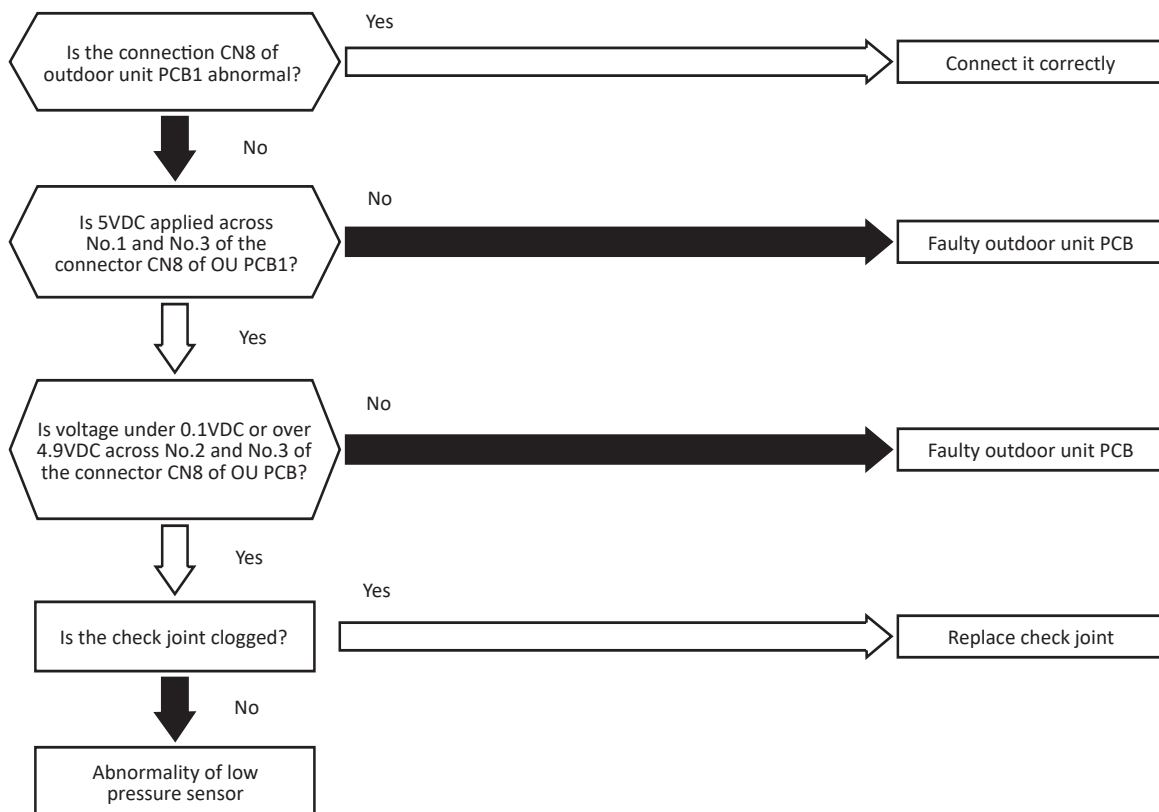 Is the connection CN8 of
outdoor unit PCB1 abnormal?
Yes
Connect it correctly
No
Is 5VDC applied across
No.1 and No.3 of the
connector CN8 of OU PCB1?
No
Faulty outdoor unit PCB
Yes
Is voltage under 0.1VDC or over
4.9VDC across No.2 and No.3 of
the connector CN8 of OU PCB?
No
Faulty outdoor unit PCB
Yes
Is the check joint clogged?
Yes
Replace check joint
No
Abnormality of low
pressure sensor